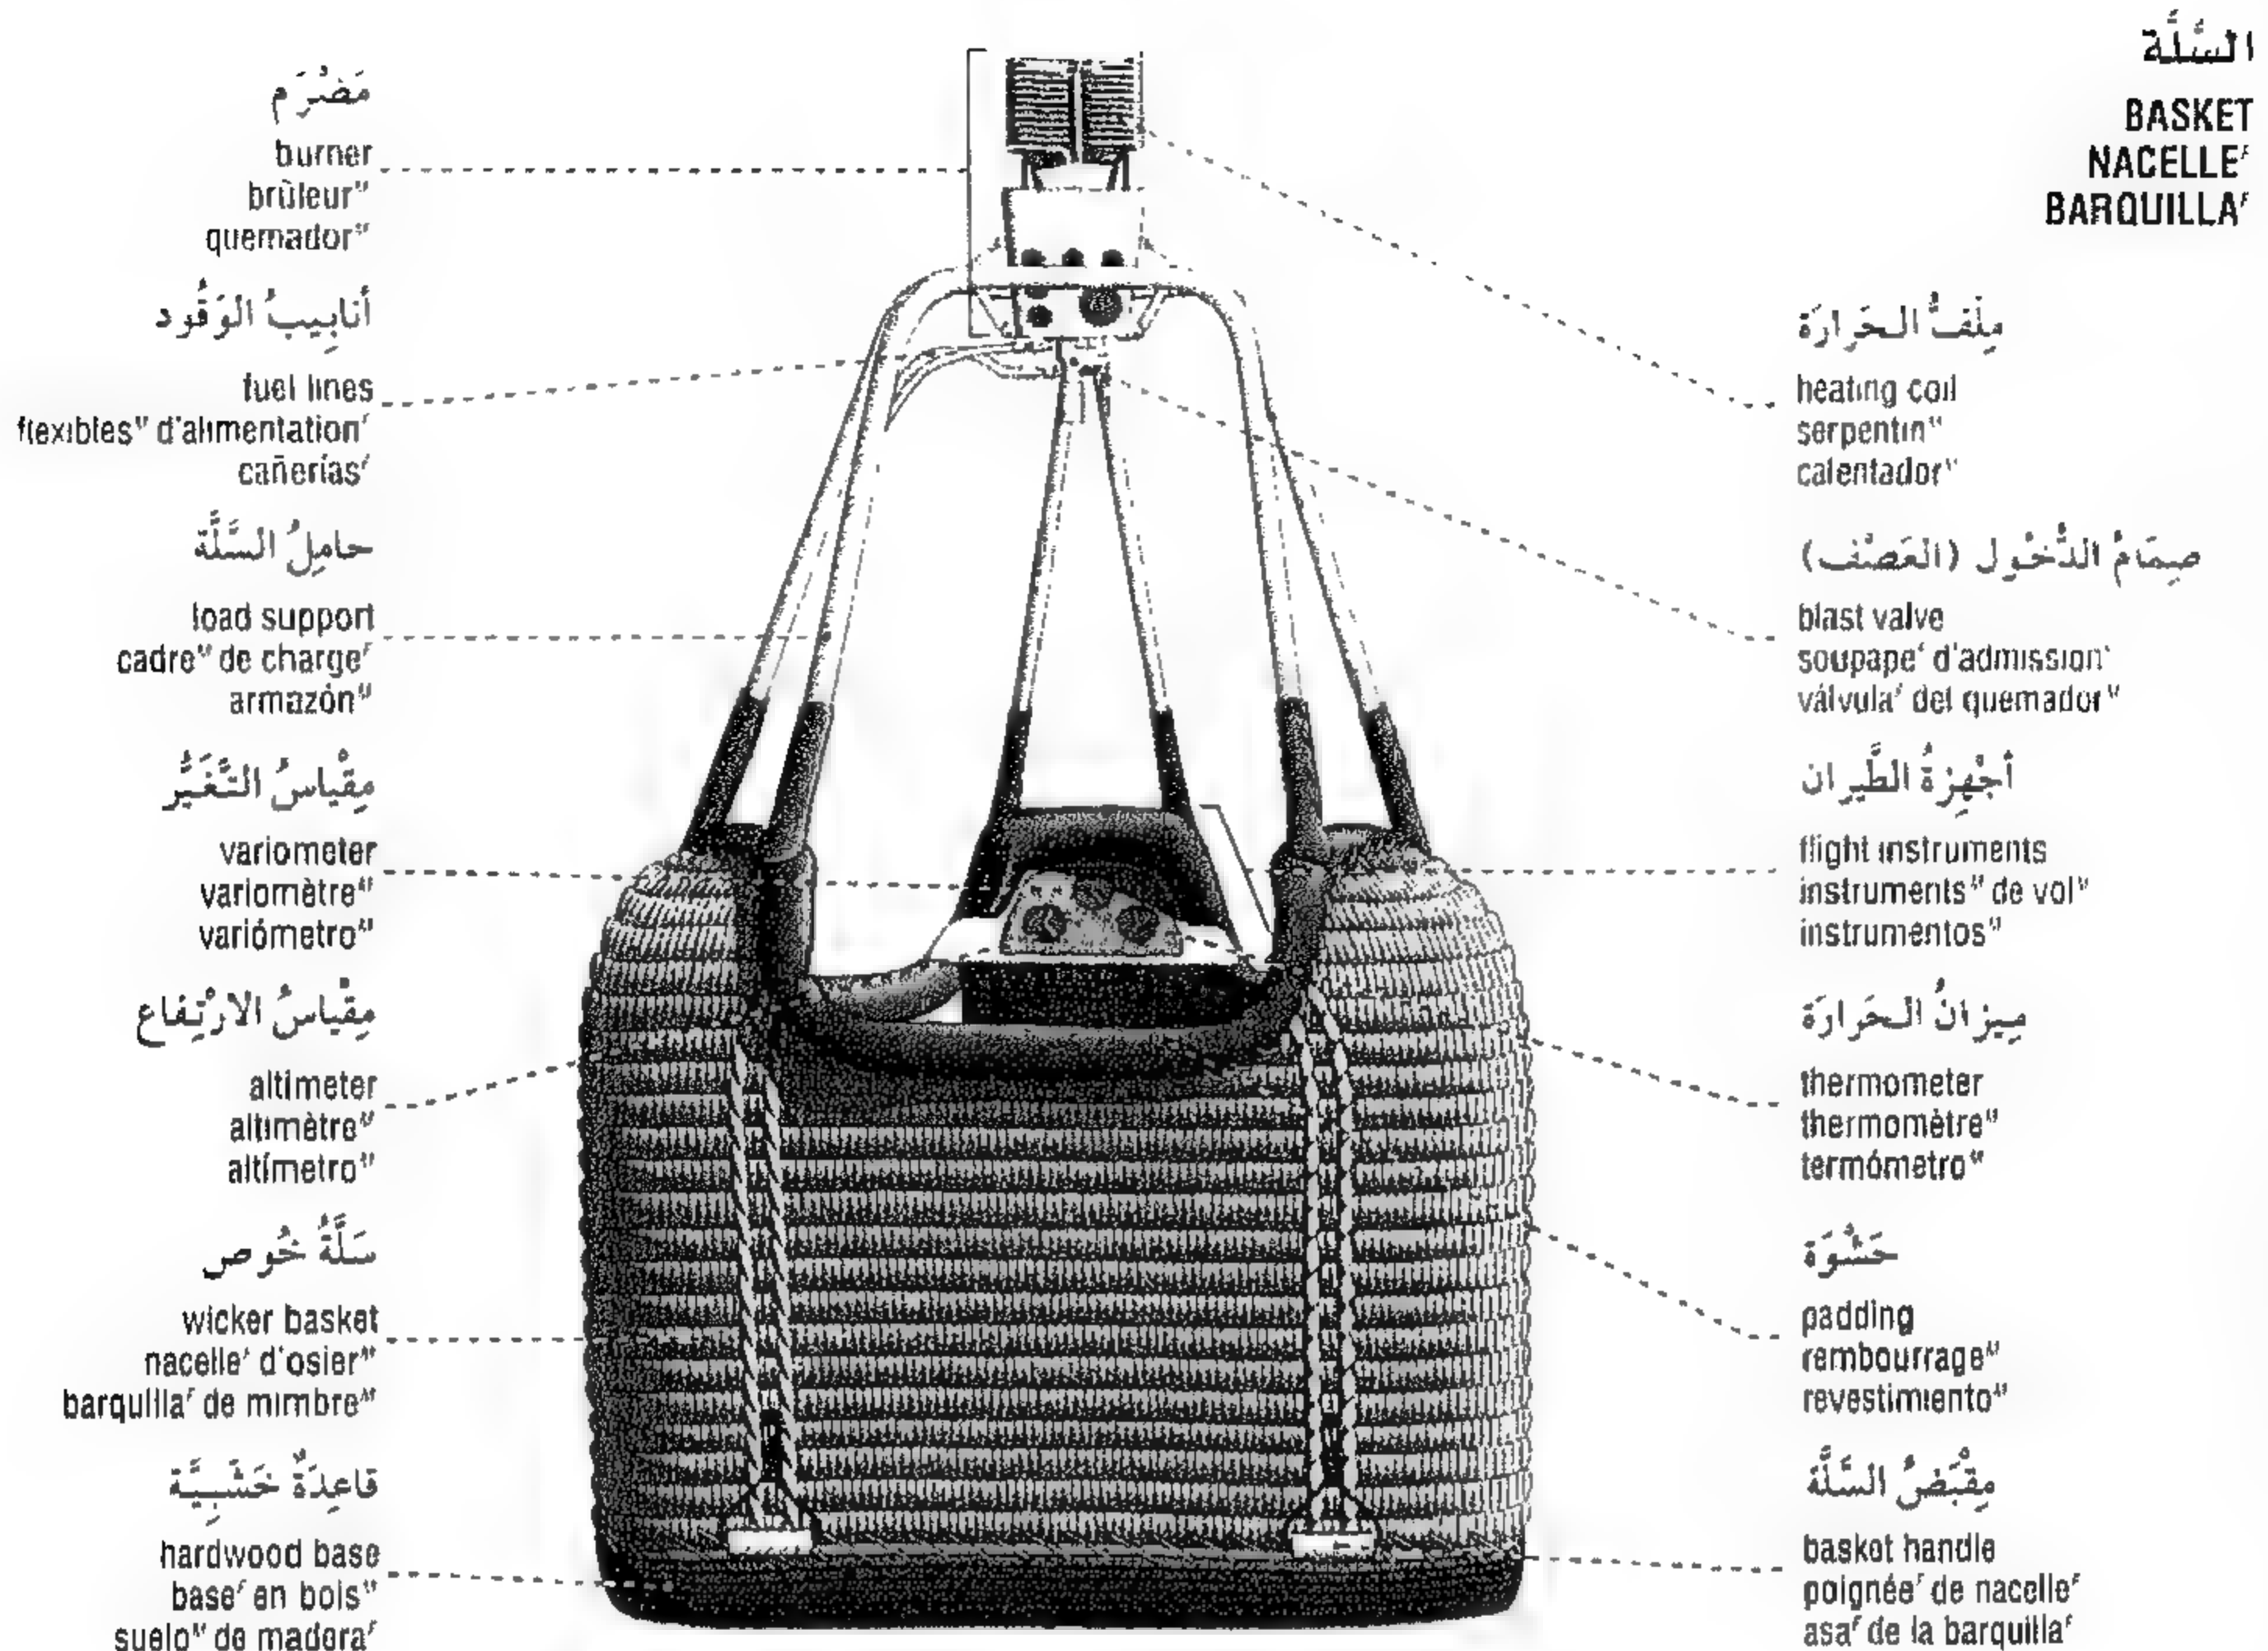 السَّلَّة
BASKET
NACELLEᶠ
BARQUILLAᶠ
مَضْرَم
burner
brûleurᴹ
quemadorᴹ
أنابِيبُ الوَقُود
fuel lines
flexiblesᴹ d'alimentationᶠ
cañeríasᶠ
حامِلُ السَّلَّة
load support
cadreᴹ de chargeᶠ
armazónᴹ
مِقْياسُ التَّغَيُّر
variometer
variomètreᴹ
variómetroᴹ
مِقْياسُ الارْتِفاع
altimeter
altimètreᴹ
altímetroᴹ
سَلَّةُ خُوص
wicker basket
nacelleᶠ d'osierᴹ
barquillaᶠ de mimbreᴹ
قاعِدَةٌ خَشَبِيَّة
hardwood base
baseᶠ en boisᴹ
sueloᴹ de maderaᶠ
مِلَفُّ الحَرارَة
heating coil
serpentinᴹ
calentadorᴹ
صِمَامُ الدُّخُول (العَصْف)
blast valve
soupapeᶠ d'admissionᶠ
válvulaᶠ del quemadorᴹ
أجْهِزَةُ الطَّيران
flight instruments
instrumentsᴹ de volᴹ
instrumentosᴹ
مِيزانُ الحَرارَة
thermometer
thermomètreᴹ
termómetroᴹ
حَشْوَة
padding
rembourrageᴹ
revestimientoᴹ
مِقْبَضُ السَّلَّة
basket handle
poignéeᶠ de nacelleᶠ
asaᶠ de la barquillaᶠ